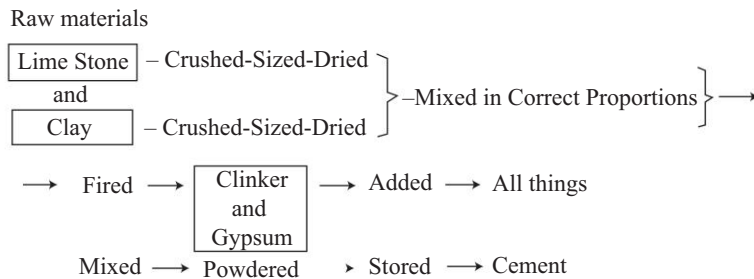 Raw materials
Lime Stone – Crushed-Sized-Dried
and
–Mixed in Correct Proportions
Clay – Crushed-Sized-Dried
Fired Clinker and Gypsum Added All things
Mixed Powdered Stored Cement